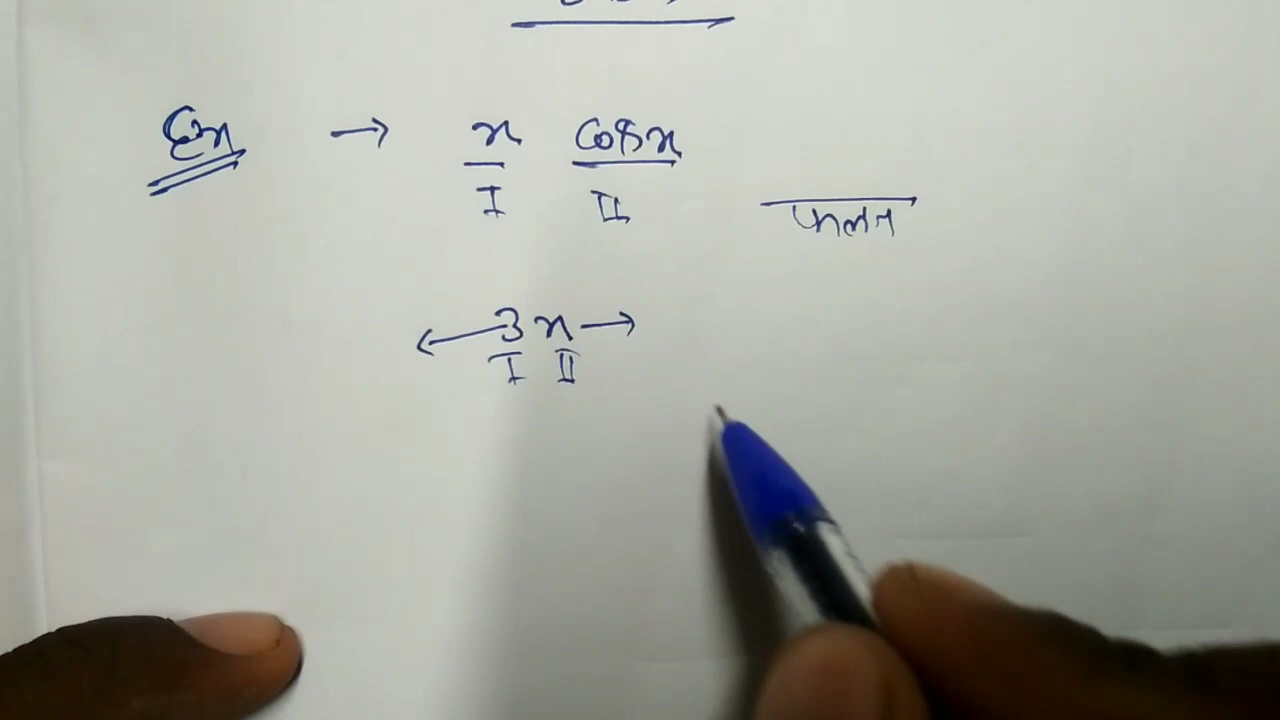 Ex → x cosx
I II
फलन
← 3x →
I II